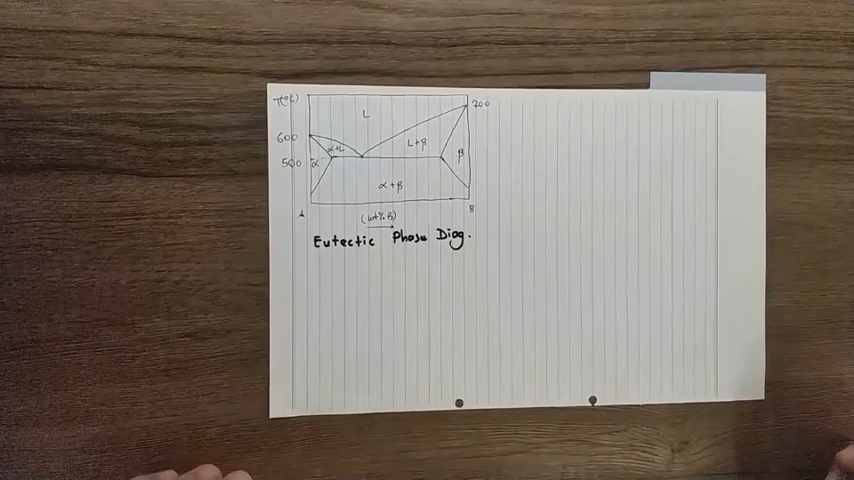 T(°K)
700
L
600
α+L
L+β
500
α
β
α+β
A
B
(wt% B)
Eutectic Phase Diag.